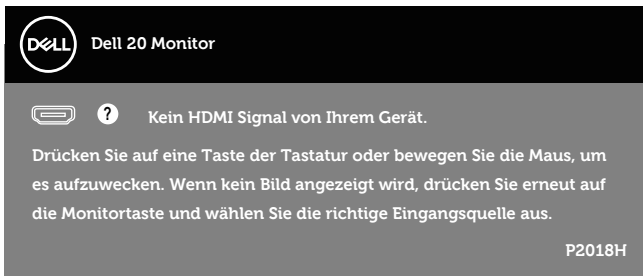 DELL Dell 20 Monitor
? Kein HDMI Signal von Ihrem Gerät.
Drücken Sie auf eine Taste der Tastatur oder bewegen Sie die Maus, um
es aufzuwecken. Wenn kein Bild angezeigt wird, drücken Sie erneut auf
die Monitortaste und wählen Sie die richtige Eingangsquelle aus.
P2018H